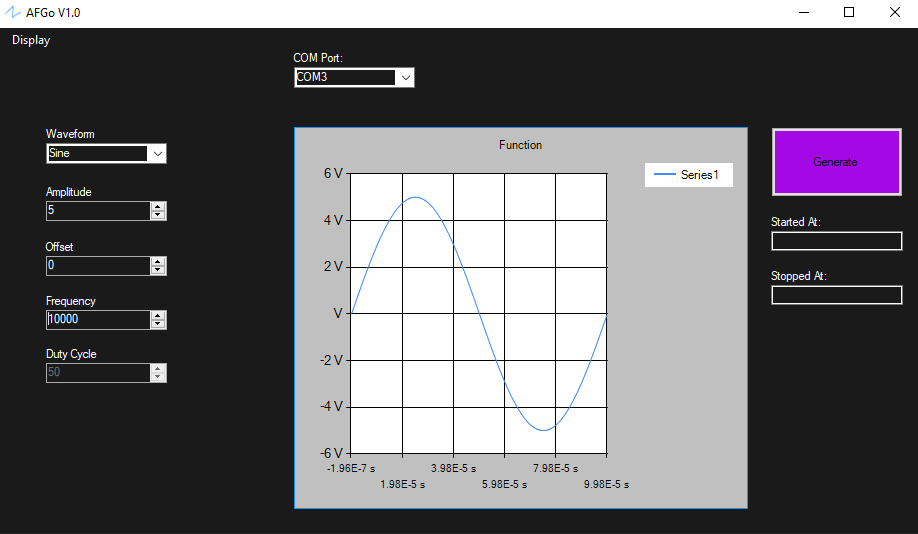 AFGo V1.0
Display
COM Port:
COM3
Waveform
Sine
Amplitude
5
Offset
0
Frequency
10000
Duty Cycle
50
Function
Series1
6 V
4 V
2 V
V
-2 V
-4 V
-6 V
-1.96E-7 s
3.98E-5 s
7.98E-5 s
1.98E-5 s
5.98E-5 s
9.98E-5 s
Generate
Started At:
Stopped At: